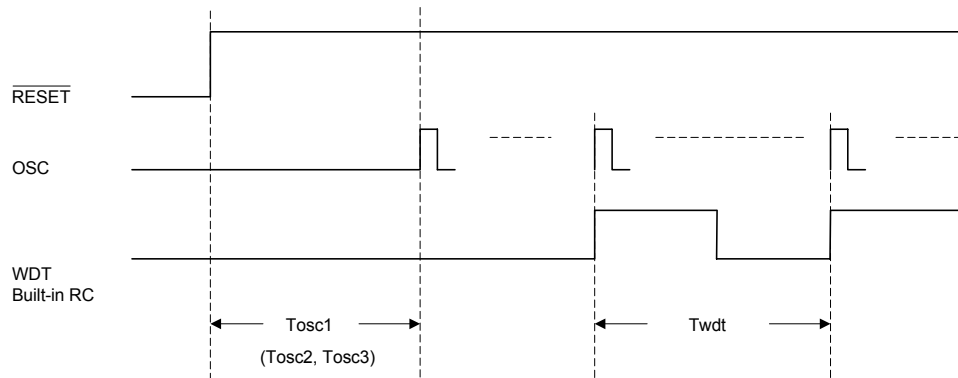 RESET
OSC
WDT
Built-in RC
Tosc1
(Tosc2, Tosc3)
Twdt